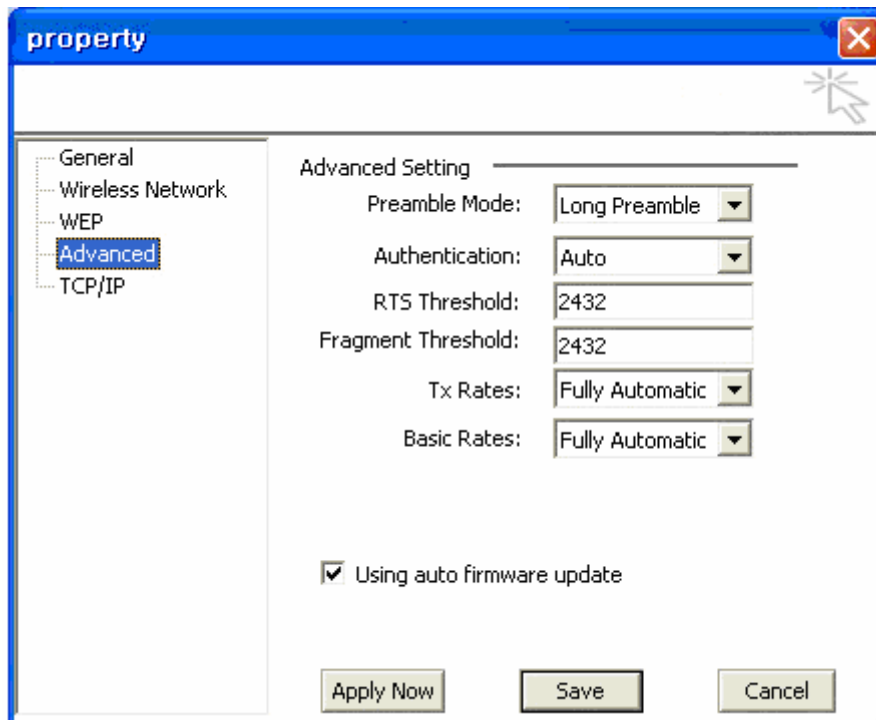 property
General
Wireless Network
WEP
Advanced
TCP/IP
Advanced Setting
Preamble Mode: Long Preamble
Authentication: Auto
RTS Threshold: 2432
Fragment Threshold: 2432
Tx Rates: Fully Automatic
Basic Rates: Fully Automatic
Using auto firmware update
Apply Now Save Cancel